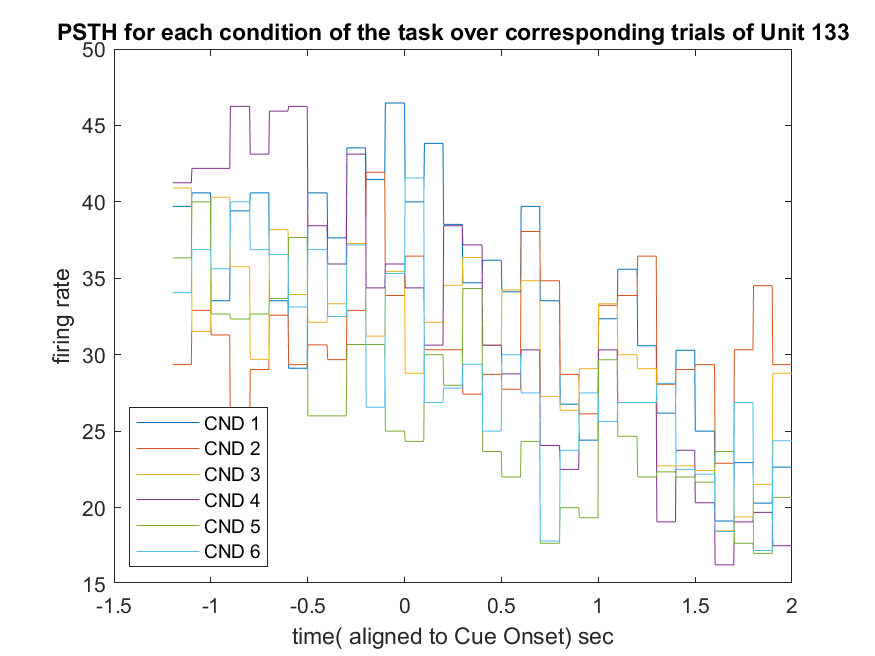 PSTH for each condition of the task over corresponding trials of Unit 133
50
45
40
35
30
25
20
15
firing rate
CND 1
CND 2
CND 3
CND 4
CND 5
CND 6
-1.5 -1 -0.5 0 0.5 1 1.5 2
time( aligned to Cue Onset) sec